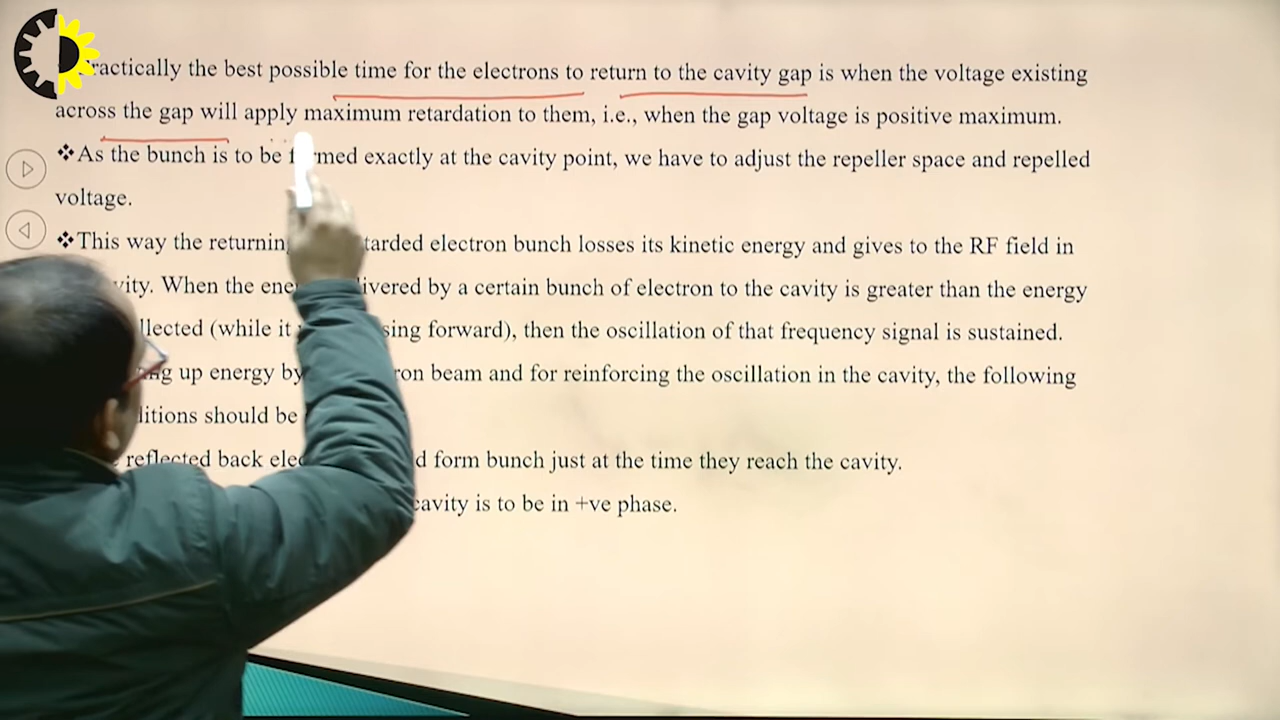 ractically the best possible time for the electrons to return to the cavity gap is when the voltage existing
across the gap will apply maximum retardation to them, i.e., when the gap voltage is positive maximum.
❖As the bunch is to be f rmed exactly at the cavity point, we have to adjust the repeller space and repelled
voltage.
❖This way the returnin tarded electron bunch losses its kinetic energy and gives to the RF field in
vity. When the ene ivered by a certain bunch of electron to the cavity is greater than the energy
llected (while it sing forward), then the oscillation of that frequency signal is sustained.
ng up energy by ron beam and for reinforcing the oscillation in the cavity, the following
ditions should be
reflected back elec d form bunch just at the time they reach the cavity.
cavity is to be in +ve phase.